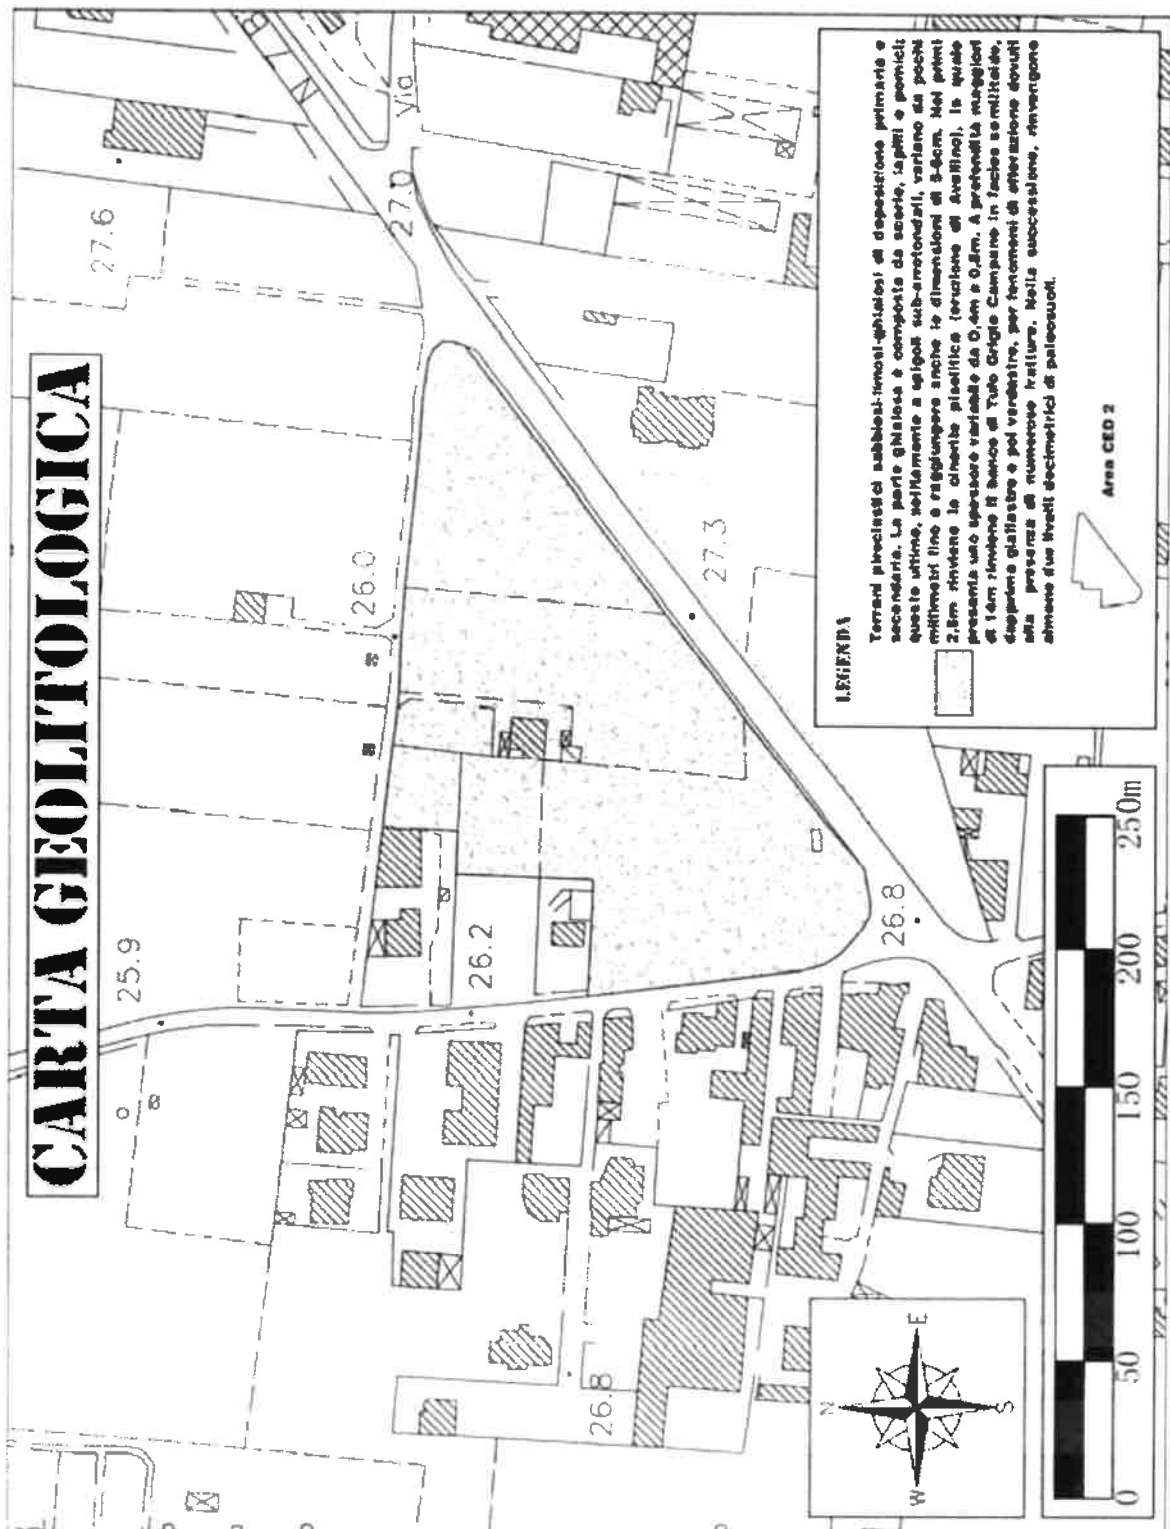 CARTA GEOLITOLOGICA
27.6
BIN
Via
27.0
25.9
26.0
26.2
27.3
26.8
26.8
LEGENDA
Terreni piroclastici sabbiosi-limosi-ghiaiosi di deposizione primaria e
secondaria. La parte ghiaiosa è composta da scorie, lapilli e pomici;
queste ultime, solitamente a spigoli sub-arrotondati, variano da pochi
millimetri fino a raggiungere anche le dimensioni di 5-6cm. Nei primi
2,5m rinviene la cinerite pisolitica (eruzione di Avellino), la quale
presenta uno spessore variabile da 0,4m a 0,8m. A profondità maggiori
di 14m rinviene il banco di Tufo Grigio Campano in facies semilitoide,
dapprima giallastro e poi verdastro, per fenomeni di alterazione dovuti
alla presenza di numerose fratture. Nella successione, rinvengono
almeno due livelli decimetrici di paleosuoli.
Area CED 2
N
W
E
S
0 50 100 150 200 250m